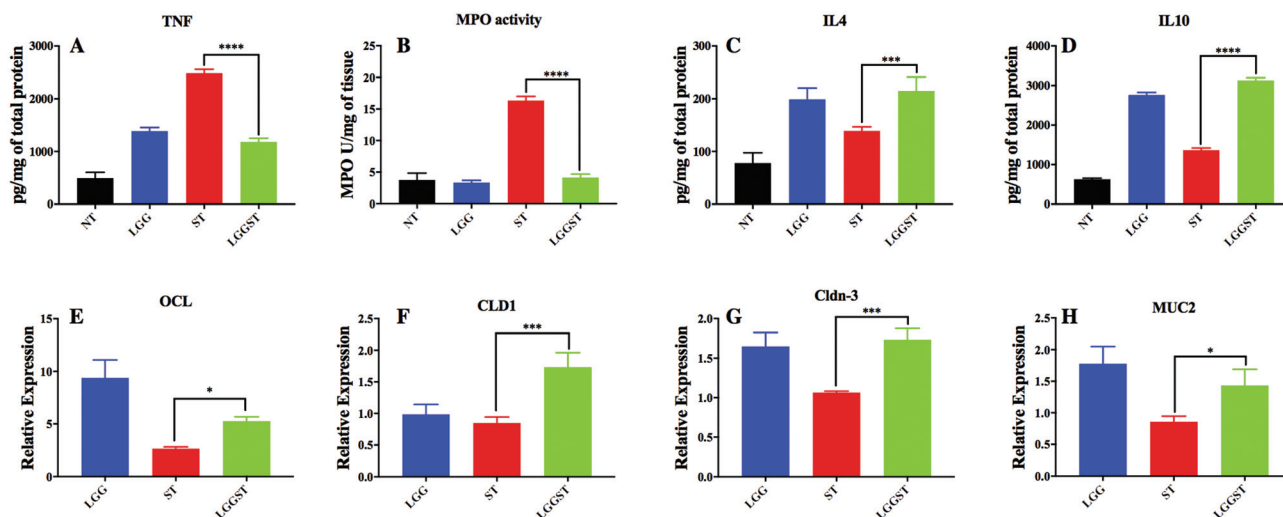 TNF
A
pg/mg of total protein
3000
2000
1000
0
****
NT
LGG
ST
LGGST
MPO activity
B
MPO U/mg of tissue
25
20
15
10
5
0
****
NT
LGG
ST
LGGST
IL4
C
pg/mg of total protein
300
200
100
0
***
NT
LGG
ST
LGGST
IL10
D
pg/mg of total protein
4000
3000
2000
1000
0
****
NT
LGG
ST
LGGST
OCL
E
Relative Expression
15
10
5
0
*
LGG
ST
LGGST
CLD1
F
Relative Expression
2.5
2.0
1.5
1.0
0.5
0.0
***
LGG
ST
LGGST
Cldn-3
G
Relative Expression
2.0
1.5
1.0
0.5
0.0
***
LGG
ST
LGGST
MUC2
H
Relative Expression
2.5
2.0
1.5
1.0
0.5
0.0
*
LGG
ST
LGGST